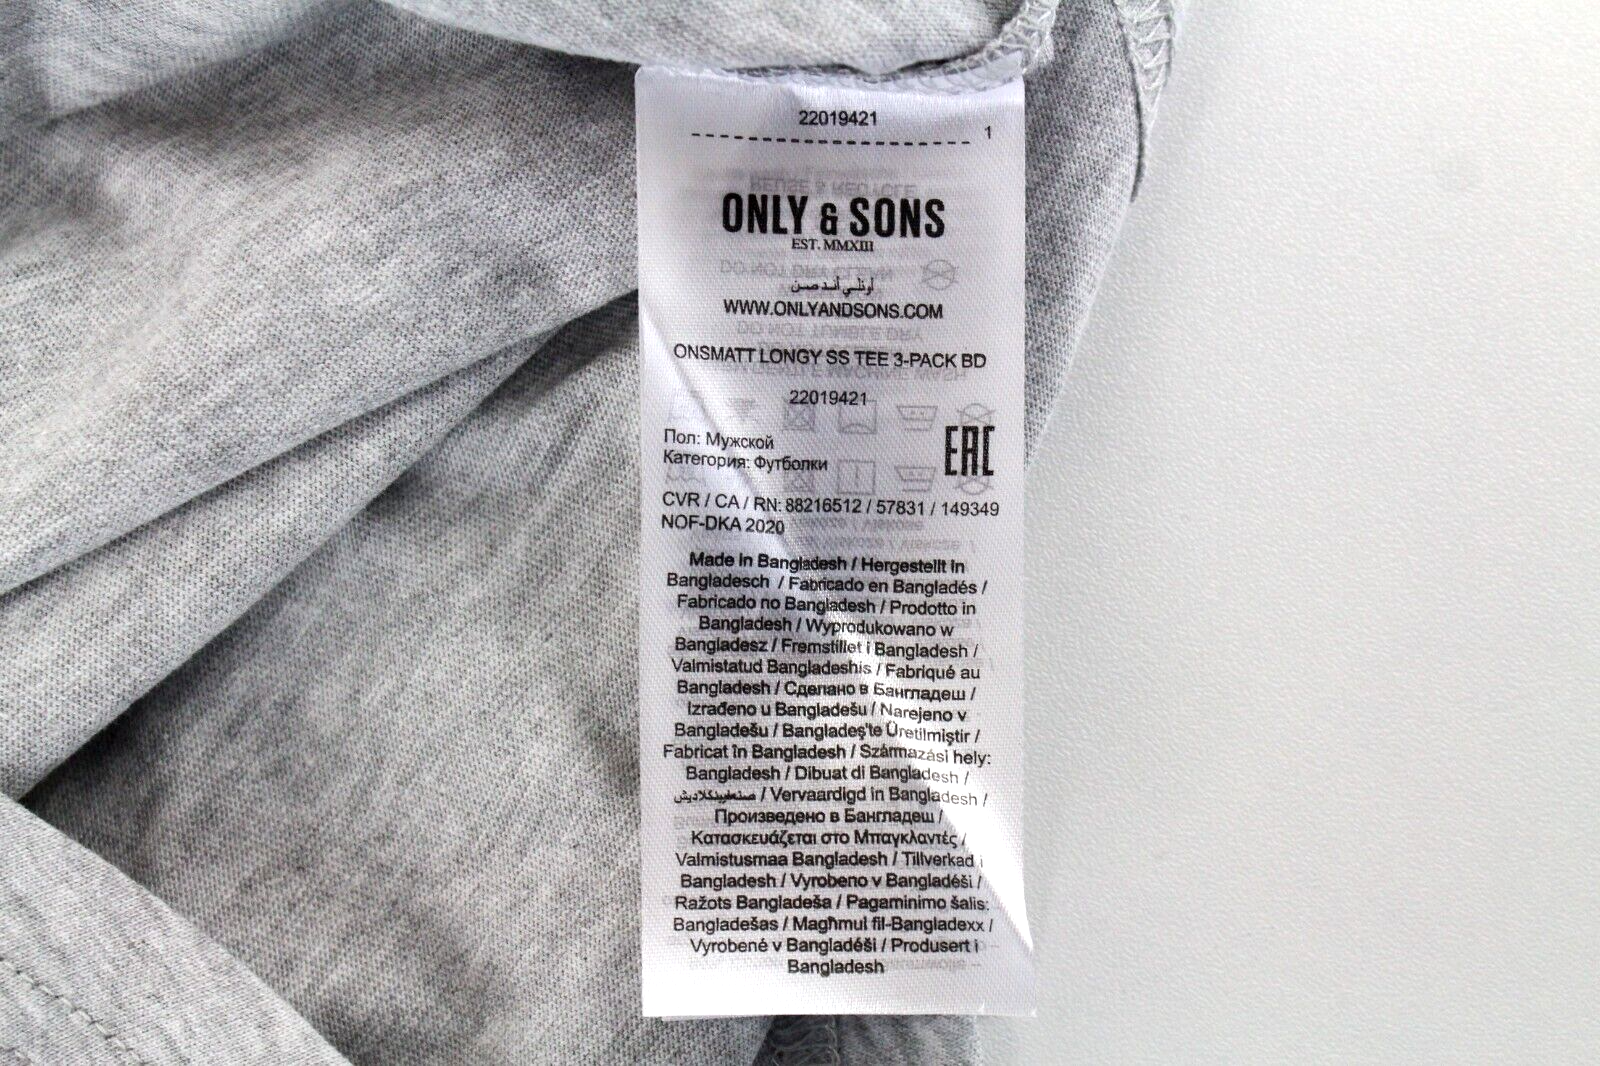 22019421
1
ONLY & SONS
EST. MMXIII
أونلي أند صن
WWW.ONLYANDSONS.COM
ONSMATT LONGY SS TEE 3-PACK BD
22019421
Пол: Мужской
Категория: Футболки
EAC
CVR / CA / RN: 88216512 / 57831 / 149349
NOF-DKA 2020
Made in Bangladesh / Hergestellt in
Bangladesch / Fabricado en Bangladés /
Fabricado no Bangladesh / Prodotto in
Bangladesh / Wyprodukowano w
Bangladesz / Fremstillet i Bangladesh /
Valmistatud Bangladeshis / Fabriqué au
Bangladesh / Сделано в Бангладеш /
Izrađeno u Bangladešu / Narejeno v
Bangladešu / Bangladeş'te Üretilmiştir /
Fabricat în Bangladesh / Származási hely:
Bangladesh / Dibuat di Bangladesh /
/ Vervaardigd in Bangladesh /
Произведено в Бангладеш /
Κατασκευάζεται στο Μπαγκλαντές /
Valmistusmaa Bangladesh / Tillverkad i
Bangladesh / Vyrobeno v Bangladéši /
Ražots Bangladeša / Pagaminimo šalis:
Bangladešas / Magħmul fil-Bangladexx /
Vyrobené v Bangladéši / Produsert i
Bangladesh